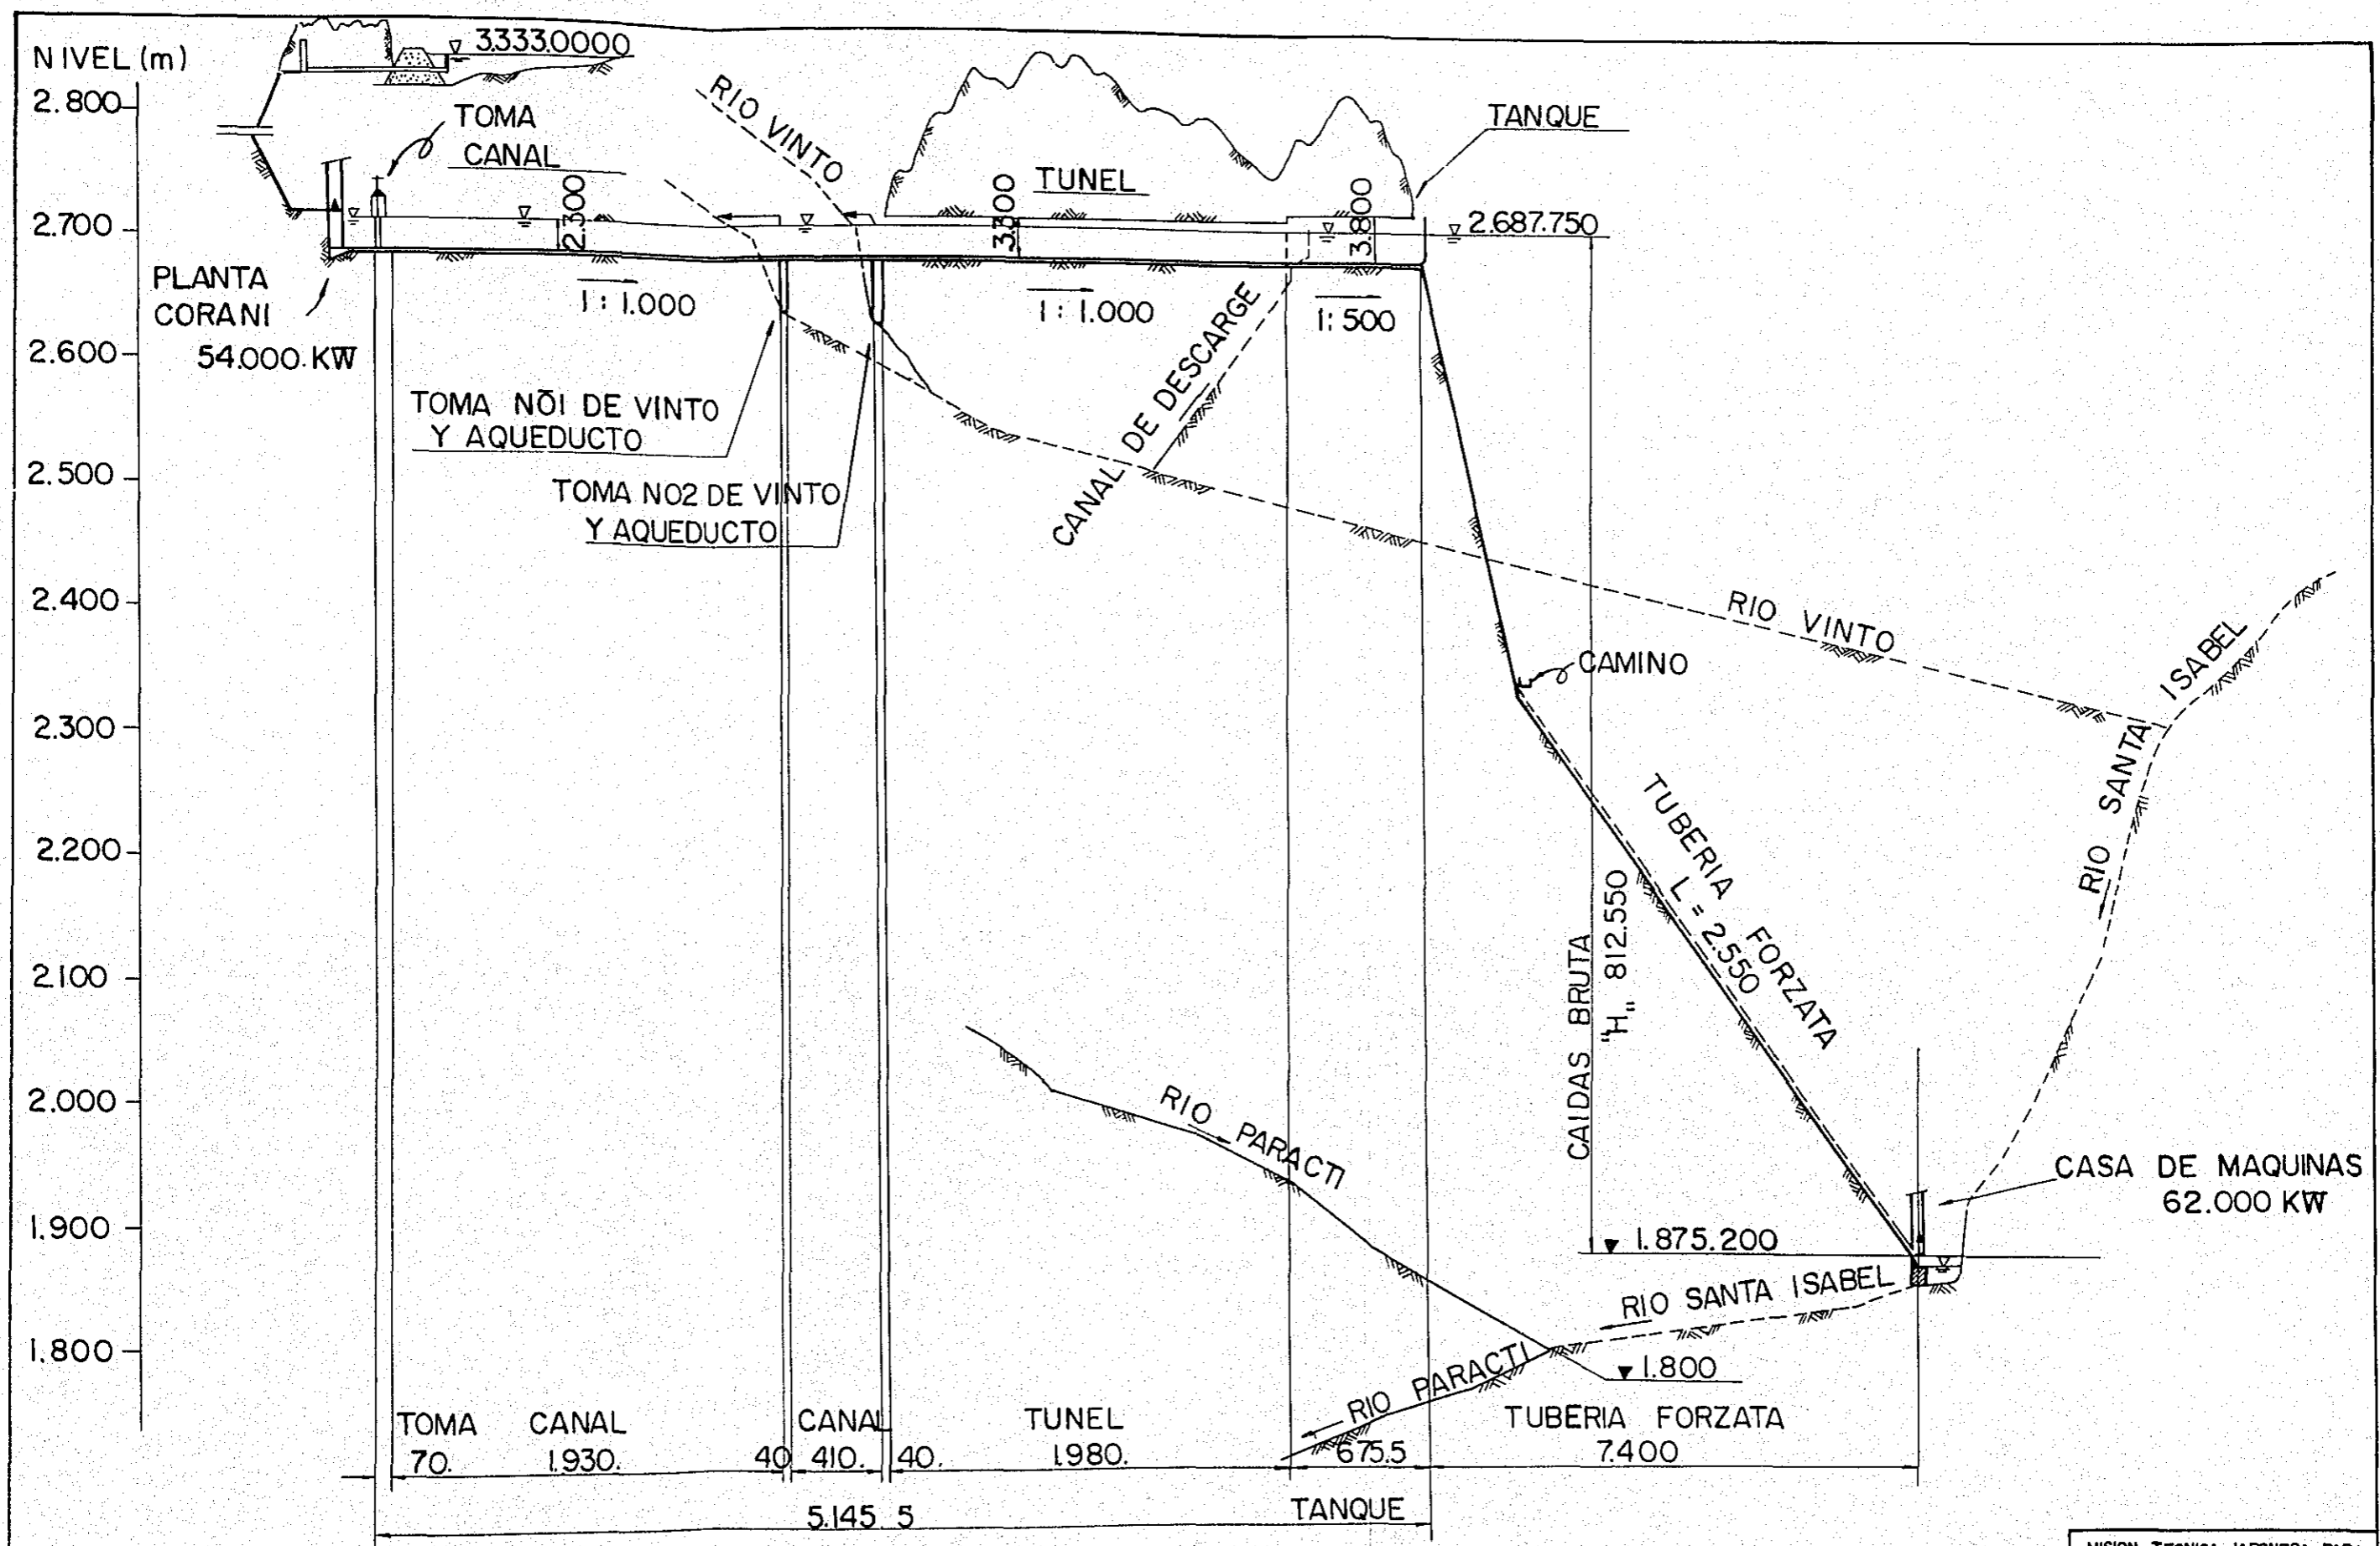 NIVEL (m)
3.333.0000
2.800
TOMA
CANAL
RIO VINTO
TUNEL
TANQUE
2.300
3.300
3.800
2.687.750
2.700
PLANTA
CORANI
54.000.KW
1:1.000
1:1.000
1:500
2.600
TOMA NO1 DE VINTO
Y AQUEDUCTO
CANAL DE DESCARGE
2.500
TOMA NO2 DE VINTO
Y AQUEDUCTO
2.400
RIO VINTO
CAMINO
RIO SANTA ISABEL
2.300
TUBERIA FORZATA
L = 2.550
2.200
CAIDAS BRUTA
"H„ 812.550
2.100
2.000
RIO PARACTI
CASA DE MAQUINAS
62.000 KW
1.900
1.875.200
RIO SANTA ISABEL
1.800
RIO PARACTI
1.800
TOMA CANAL CANAL TUNEL TUBERIA FORZATA
70. 1.930. 40 410. 40. 1.980. 675.5 7.400
5.145.5 TANQUE
MISION TECNICA JAPONESA PARA